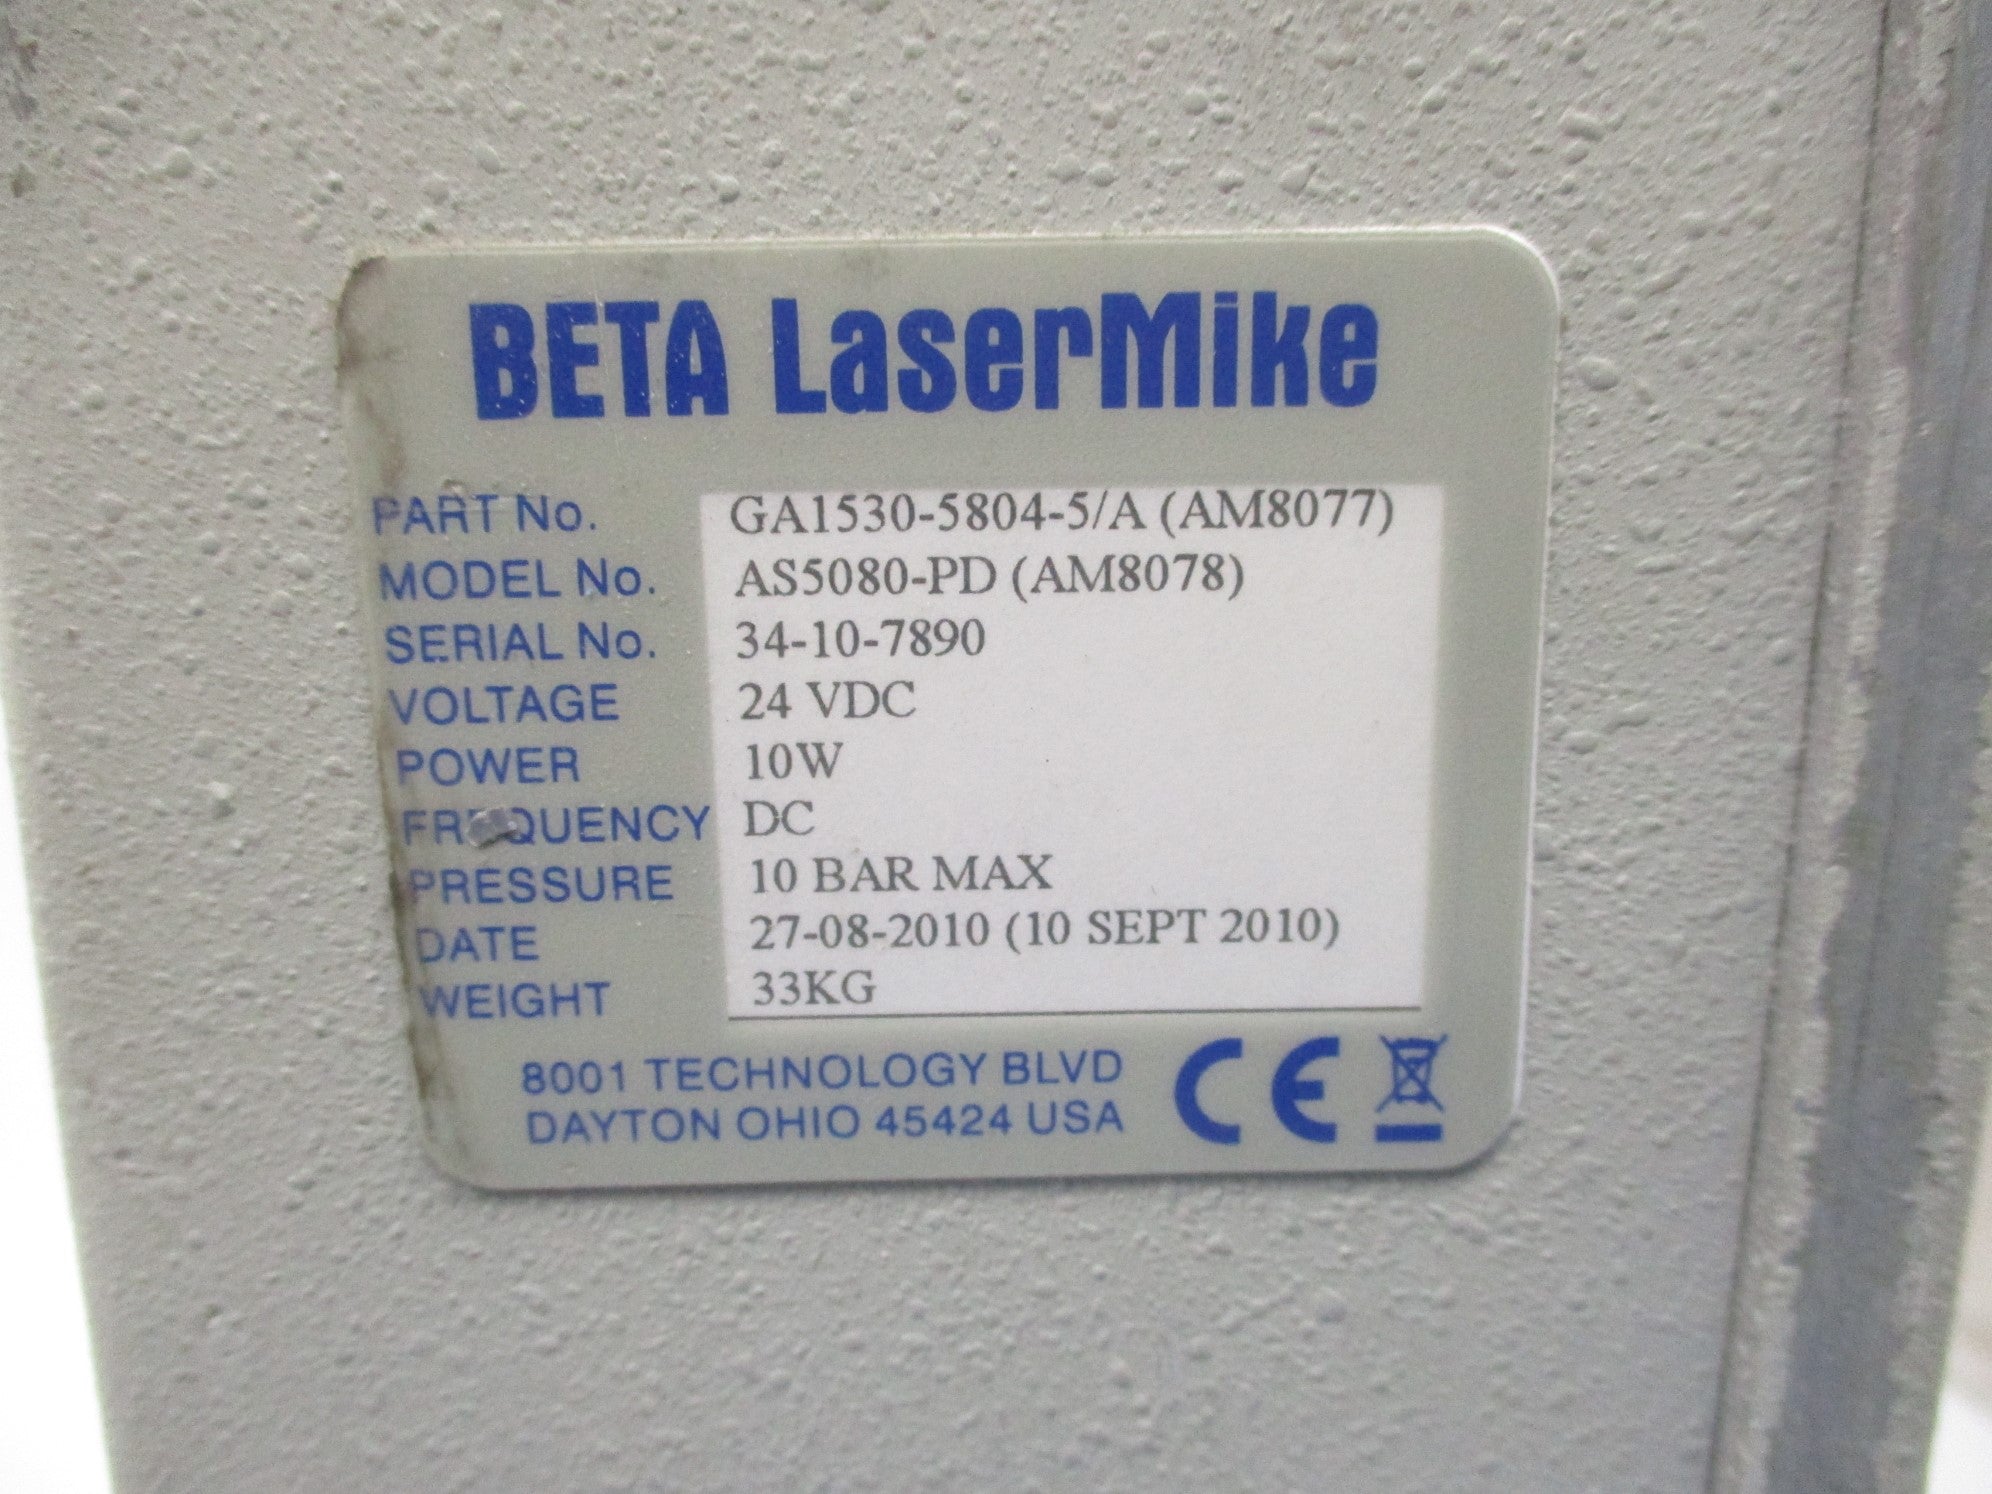 BETA LaserMike
PART No. GA1530-5804-5/A (AM8077)
MODEL No. AS5080-PD (AM8078)
SERIAL No. 34-10-7890
VOLTAGE 24 VDC
POWER 10W
FREQUENCY DC
PRESSURE 10 BAR MAX
DATE 27-08-2010 (10 SEPT 2010)
WEIGHT 33KG
8001 TECHNOLOGY BLVD
DAYTON OHIO 45424 USA
CE